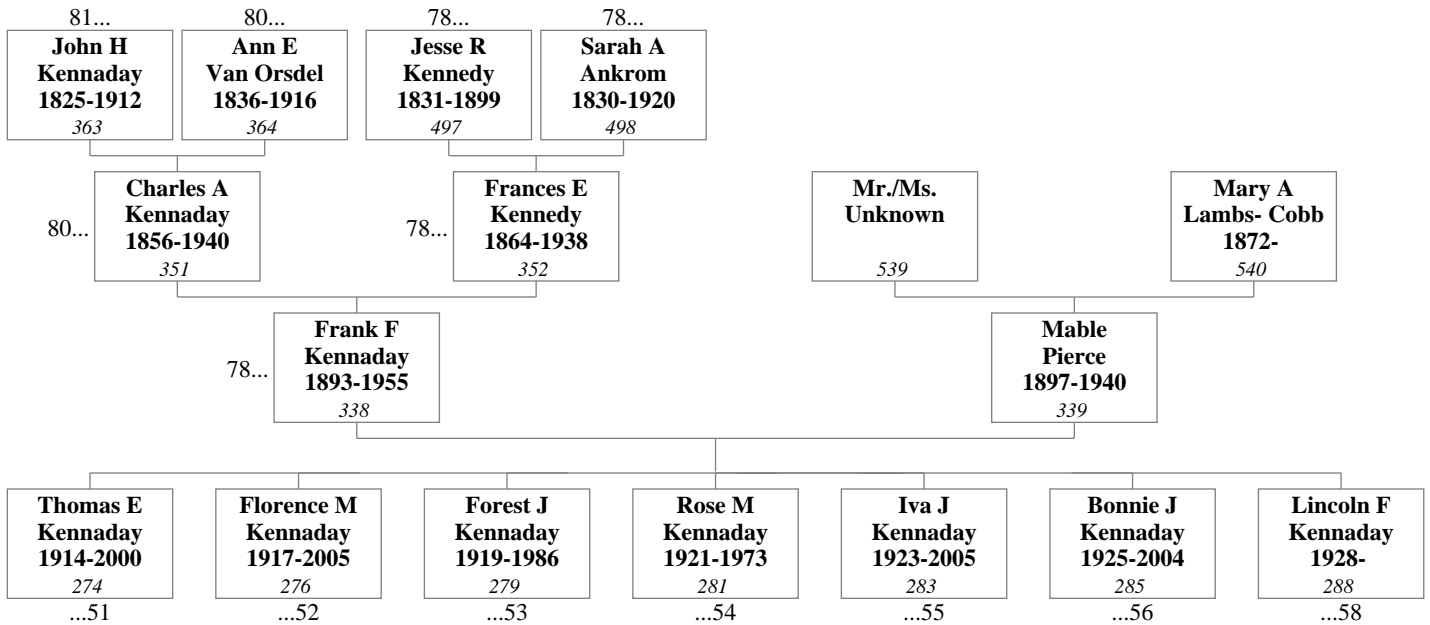 81...
John H
Kennaday
1825-1912
363
80...
Ann E
Van Orsdel
1836-1916
364
78...
Jesse R
Kennedy
1831-1899
497
78...
Sarah A
Ankrom
1830-1920
498
80...
Charles A
Kennaday
1856-1940
351
78...
Frances E
Kennedy
1864-1938
352
Mr./Ms.
Unknown
539
Mary A
Lambs- Cobb
1872-
540
78...
Frank F
Kennaday
1893-1955
338
Mable
Pierce
1897-1940
339
Thomas E
Kennaday
1914-2000
274
...51
Florence M
Kennaday
1917-2005
276
...52
Forest J
Kennaday
1919-1986
279
...53
Rose M
Kennaday
1921-1973
281
...54
Iva J
Kennaday
1923-2005
283
...55
Bonnie J
Kennaday
1925-2004
285
...56
Lincoln F
Kennaday
1928-
288
...58